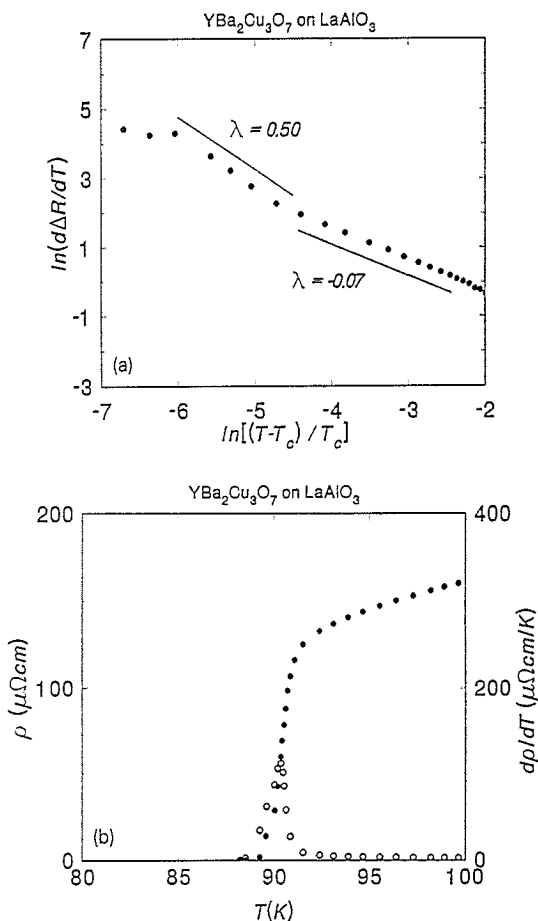 YBa₂Cu₃O₇ on LaAlO₃
7
5
3
1
-1
-3
ln(dΔR/dT)
λ = 0.50
λ = -0.07
(a)
-7 -6 -5 -4 -3 -2
ln[(T-T_c) / T_c]
YBa₂Cu₃O₇ on LaAlO₃
200
100
0
ρ (μΩcm)
400
200
0
dρ/dT (μΩcm/K)
(b)
80 85 90 95 100
T(K)